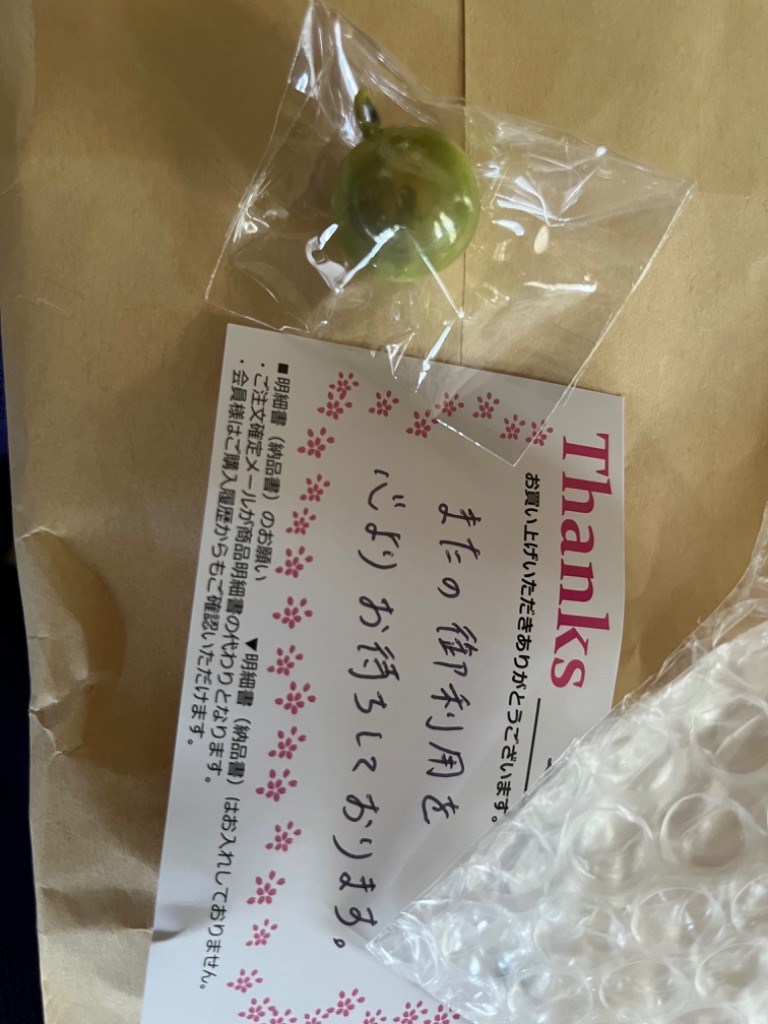 Thanks
お買い上げいただきありがとうございます。
またの御利用を
心よりお待ちしております。
■明細書（納品書）のお願い ▼明細書（納品書）はお入れしておりません。
・ご注文確定メールが商品明細書の代わりとなります。
・会員様はご購入履歴からもご確認いただけます。